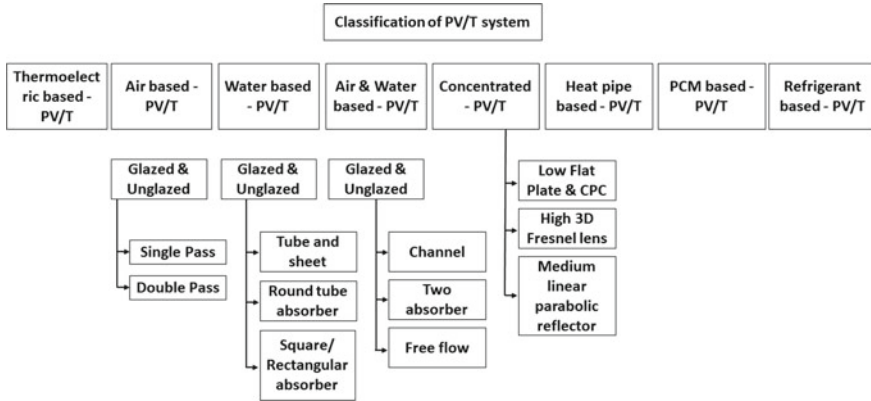 Classification of PV/T system
Thermoelect
ric based -
PV/T
Air based -
PV/T
Water based
- PV/T
Air & Water
based - PV/T
Concentrated
- PV/T
Heat pipe
based - PV/T
PCM based -
PV/T
Refrigerant
based - PV/T
Glazed &
Unglazed
Single Pass
Double Pass
Glazed &
Unglazed
Tube and
sheet
Round tube
absorber
Square/
Rectangular
absorber
Glazed &
Unglazed
Channel
Two
absorber
Free flow
Low Flat
Plate & CPC
High 3D
Fresnel lens
Medium
linear
parabolic
reflector